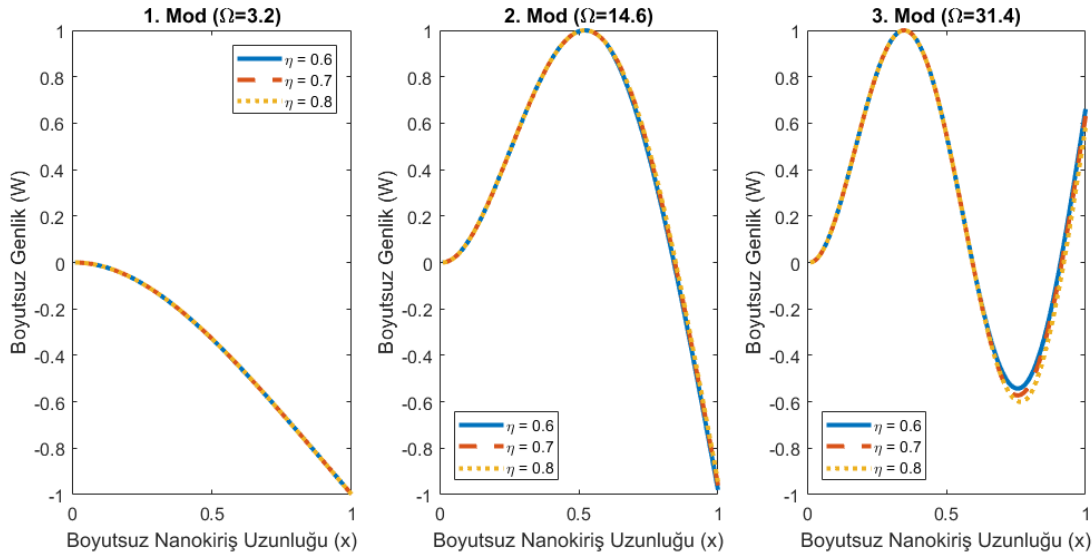 1. Mod (Ω=3.2)
Boyutsuz Genlik (W)
1
0.8
0.6
0.4
0.2
0
-0.2
-0.4
-0.6
-0.8
-1
η = 0.6
η = 0.7
η = 0.8
0
0.5
1
Boyutsuz Nanokiriş Uzunluğu (x)
2. Mod (Ω=14.6)
Boyutsuz Genlik (W)
1
0.8
0.6
0.4
0.2
0
-0.2
-0.4
-0.6
-0.8
-1
η = 0.6
η = 0.7
η = 0.8
0
0.5
1
Boyutsuz Nanokiriş Uzunluğu (x)
3. Mod (Ω=31.4)
Boyutsuz Genlik (W)
1
0.8
0.6
0.4
0.2
0
-0.2
-0.4
-0.6
-0.8
-1
η = 0.6
η = 0.7
η = 0.8
0
0.5
1
Boyutsuz Nanokiriş Uzunluğu (x)